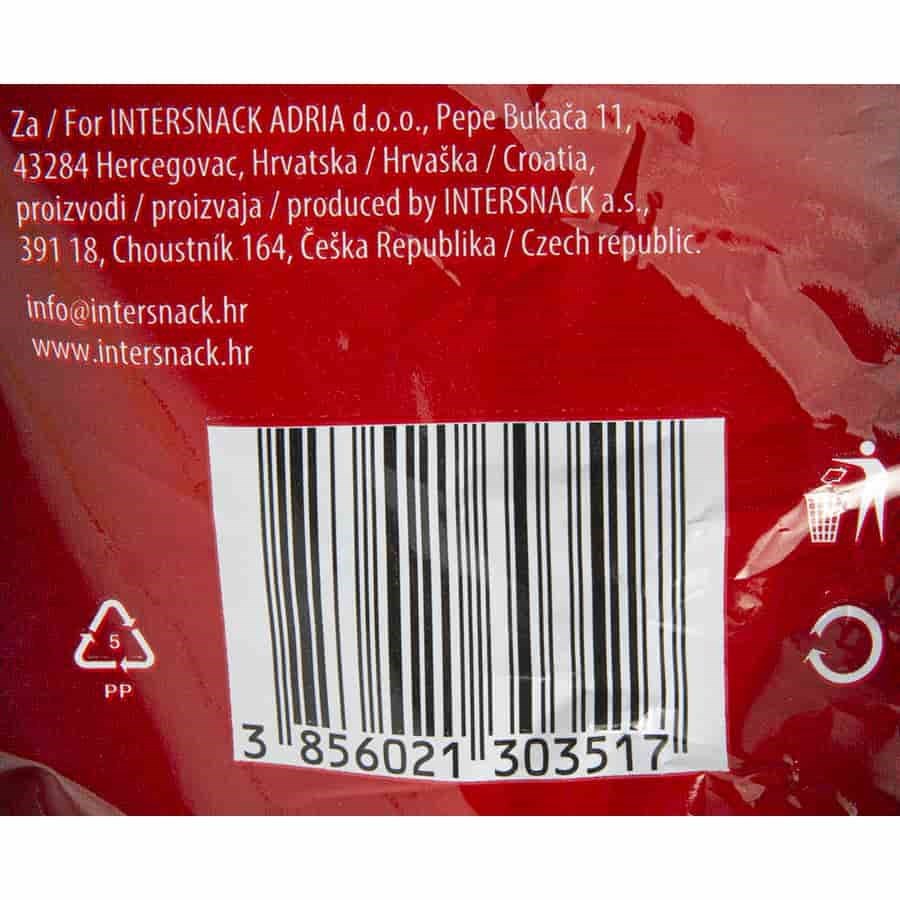 Za / For INTERSNACK ADRIA d.o.o., Pepe Bukača 11,
43284 Hercegovac, Hrvatska / Hrvaška / Croatia,
proizvodi / proizvaja / produced by INTERSNACK a.s.,
391 18, Choustník 164, Češka Republika / Czech republic.
info@intersnack.hr
www.intersnack.hr
5
PP
3 856021 303517